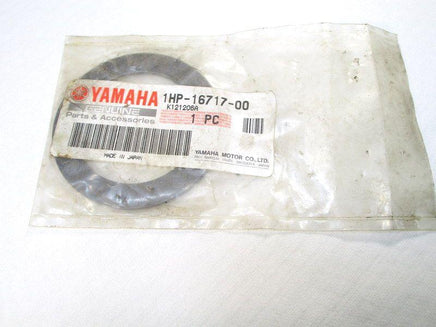 YAMAHA 1HP-16717-00
GENUINE K121206A
Parts & Accessories 1 PC
MADE IN JAPAN YAMAHA MOTOR CO., LTD.